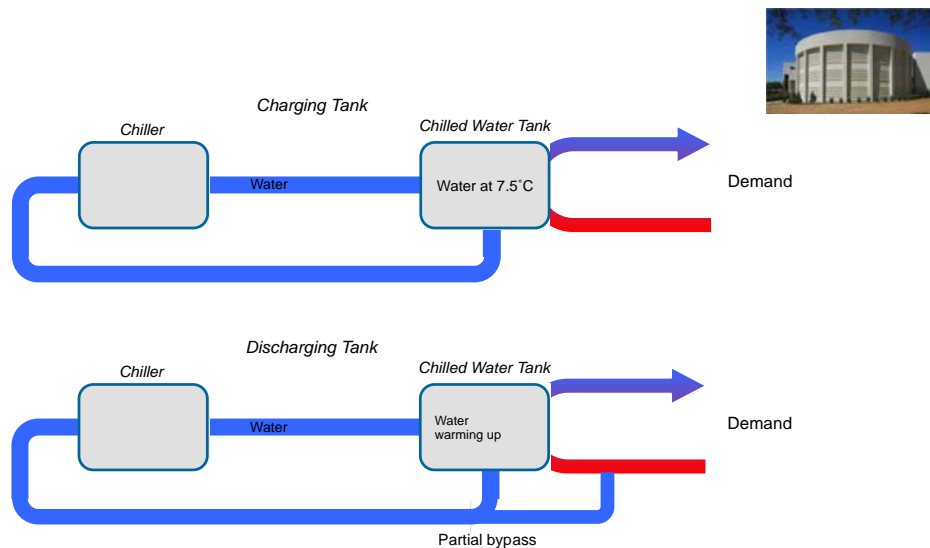 Charging Tank
Chiller
Chilled Water Tank
Water
Water at 7.5˚C
Demand
Discharging Tank
Chiller
Chilled Water Tank
Water
Water
warming up
Demand
Partial bypass